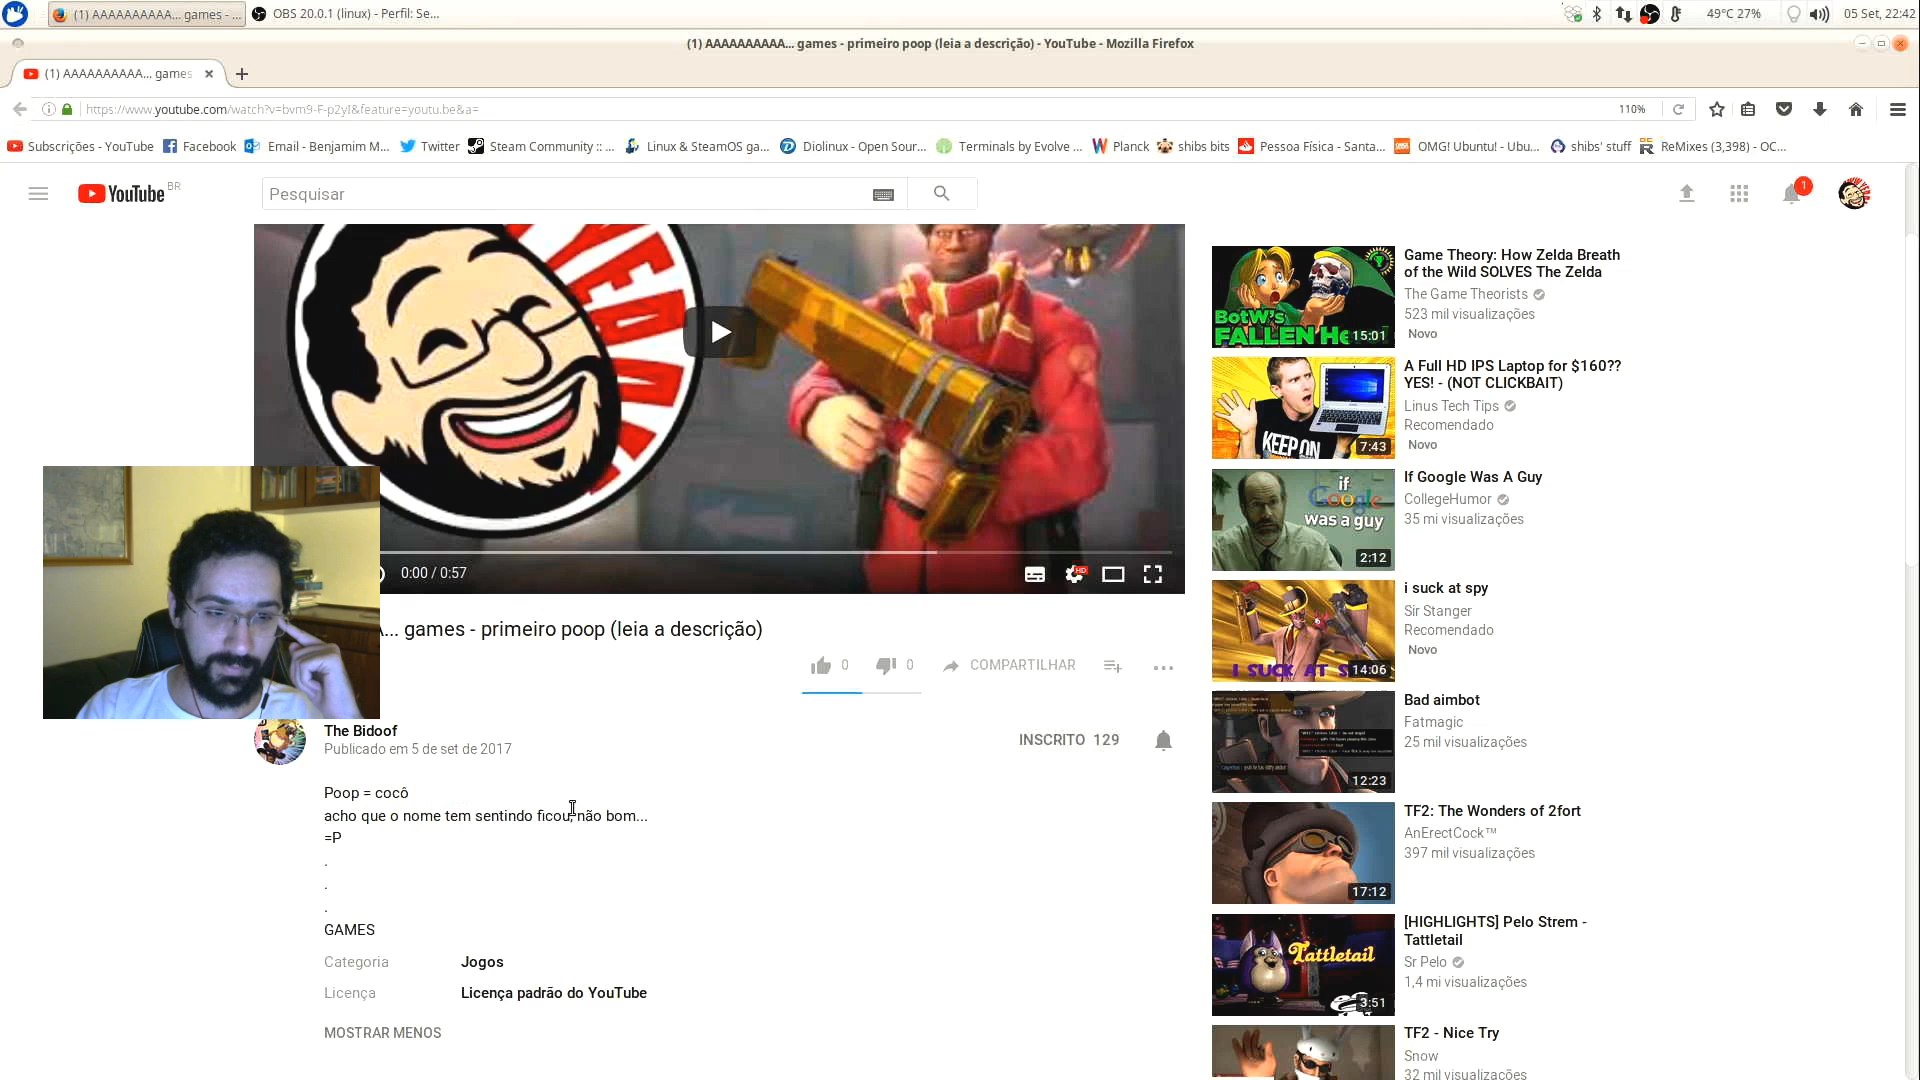 (1) AAAAAAAAAA... games - ...
OBS 20.0.1 (linux) - Perfil: Se...
49°C 27%
05 Set, 22:42
(1) AAAAAAAAAA... games - primeiro poop (leia a descrição) - YouTube - Mozilla Firefox
(1) AAAAAAAAAA... games
https://www.youtube.com/watch?v=bvm9-F-p2yI&feature=youtu.be&a=
110%
Subscrições - YouTube
Facebook
Email - Benjamim M...
Twitter
Steam Community :: ...
Linux & SteamOS ga...
Diolinux - Open Sour...
Terminals by Evolve ...
Planck
shibs bits
Pessoa Física - Santa...
OMG! Ubuntu! - Ubu...
shibs' stuff
ReMixes (3,398) - OC...
YouTube BR
Pesquisar
1
0:00 / 0:57
HD
... games - primeiro poop (leia a descrição)
0
0
COMPARTILHAR
The Bidoof
Publicado em 5 de set de 2017
INSCRITO 129
Poop = cocô
acho que o nome tem sentindo ficou,não bom...
=P
.
.
.
GAMES
Categoria
Jogos
Licença
Licença padrão do YouTube
MOSTRAR MENOS
BotW's
FALLEN He
15:01
Game Theory: How Zelda Breath
of the Wild SOLVES The Zelda
The Game Theorists
523 mil visualizações
Novo
KEEP ON
7:43
A Full HD IPS Laptop for $160??
YES! - (NOT CLICKBAIT)
Linus Tech Tips
Recomendado
Novo
if
Google
was a guy
2:12
If Google Was A Guy
CollegeHumor
35 mi visualizações
I SUCK AT S
14:06
i suck at spy
Sir Stanger
Recomendado
Novo
12:23
Bad aimbot
Fatmagic
25 mil visualizações
17:12
TF2: The Wonders of 2fort
AnErectCock™
397 mil visualizações
Tattletail
3:51
[HIGHLIGHTS] Pelo Strem -
Tattletail
Sr Pelo
1,4 mi visualizações
TF2 - Nice Try
Snow
32 mil visualizações